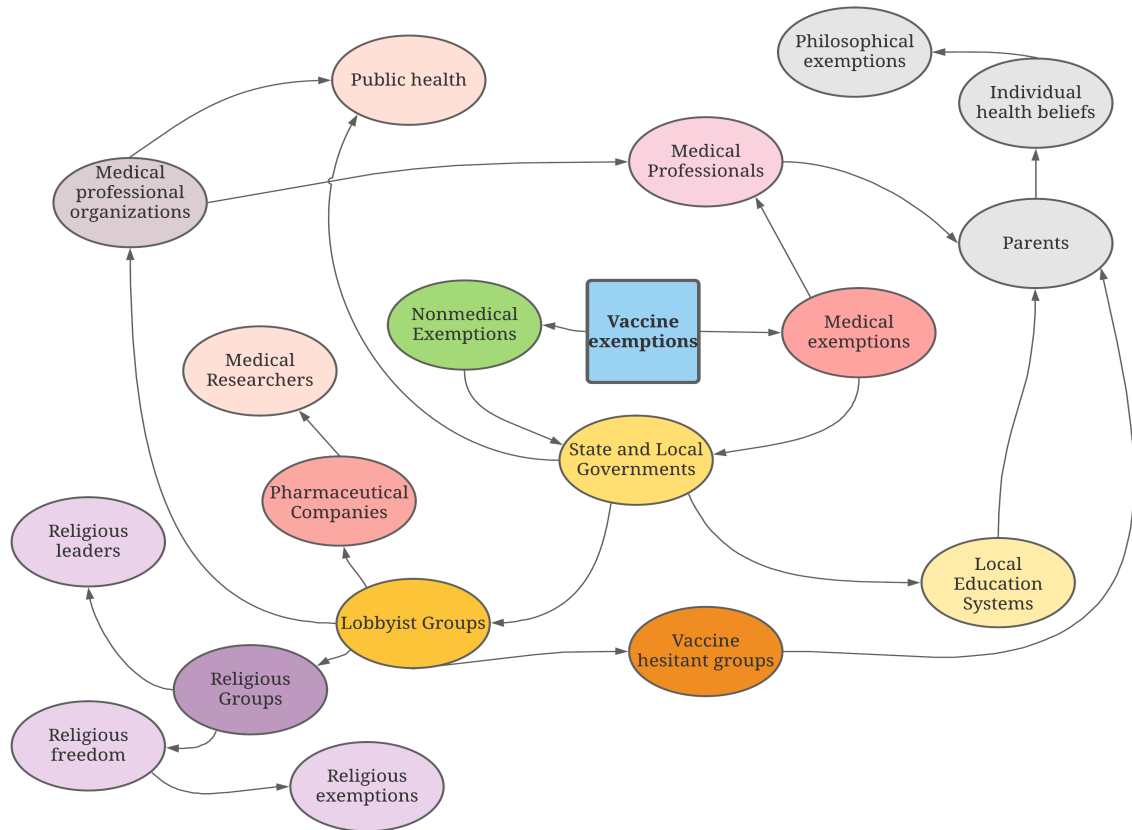 Philosophical
exemptions
Public health
Individual
health beliefs
Medical
Professionals
Medical
professional
organizations
Parents
Nonmedical
Exemptions
Vaccine
exemptions
Medical
exemptions
Medical
Researchers
State and Local
Governments
Pharmaceutical
Companies
Religious
leaders
Local
Education
Systems
Lobbyist Groups
Vaccine
hesitant groups
Religious
Groups
Religious
freedom
Religious
exemptions